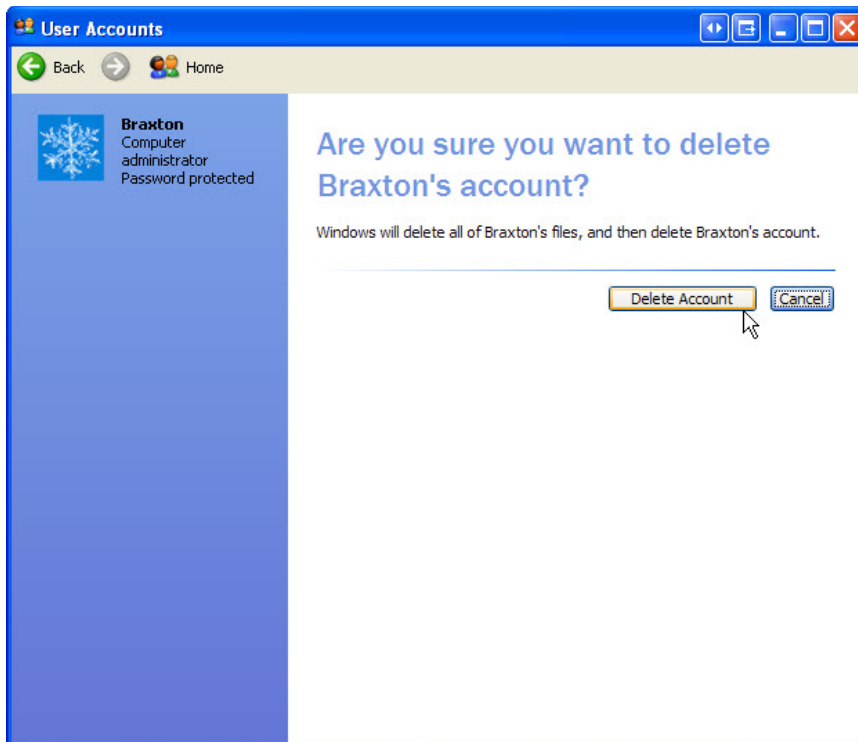 User Accounts
Back
Home
Braxton
Computer
administrator
Password protected
Are you sure you want to delete
Braxton's account?
Windows will delete all of Braxton's files, and then delete Braxton's account.
Delete Account
Cancel